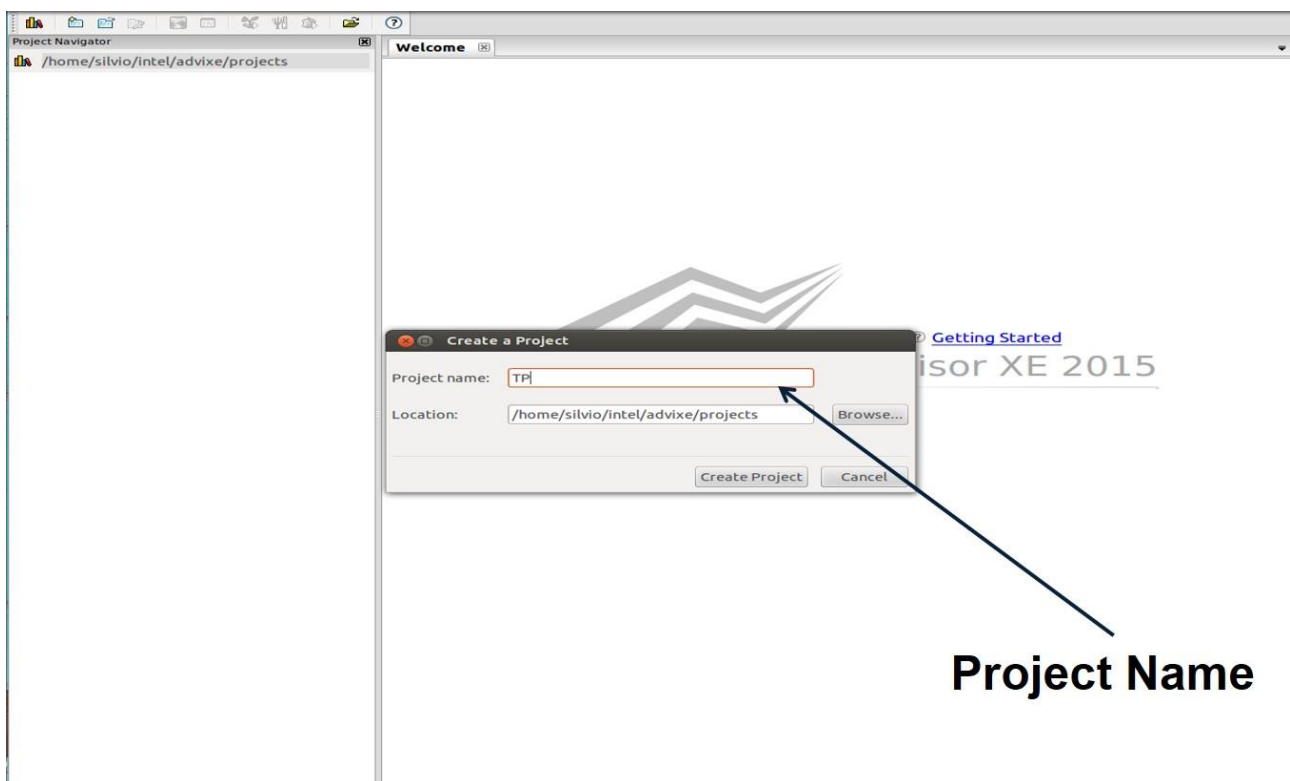 Project Navigator
/home/silvio/intel/advixe/projects
Welcome
Getting Started
isor XE 2015
Create a Project
Project name: TP
Location: /home/silvio/intel/advixe/projects Browse...
Create Project Cancel
Project Name